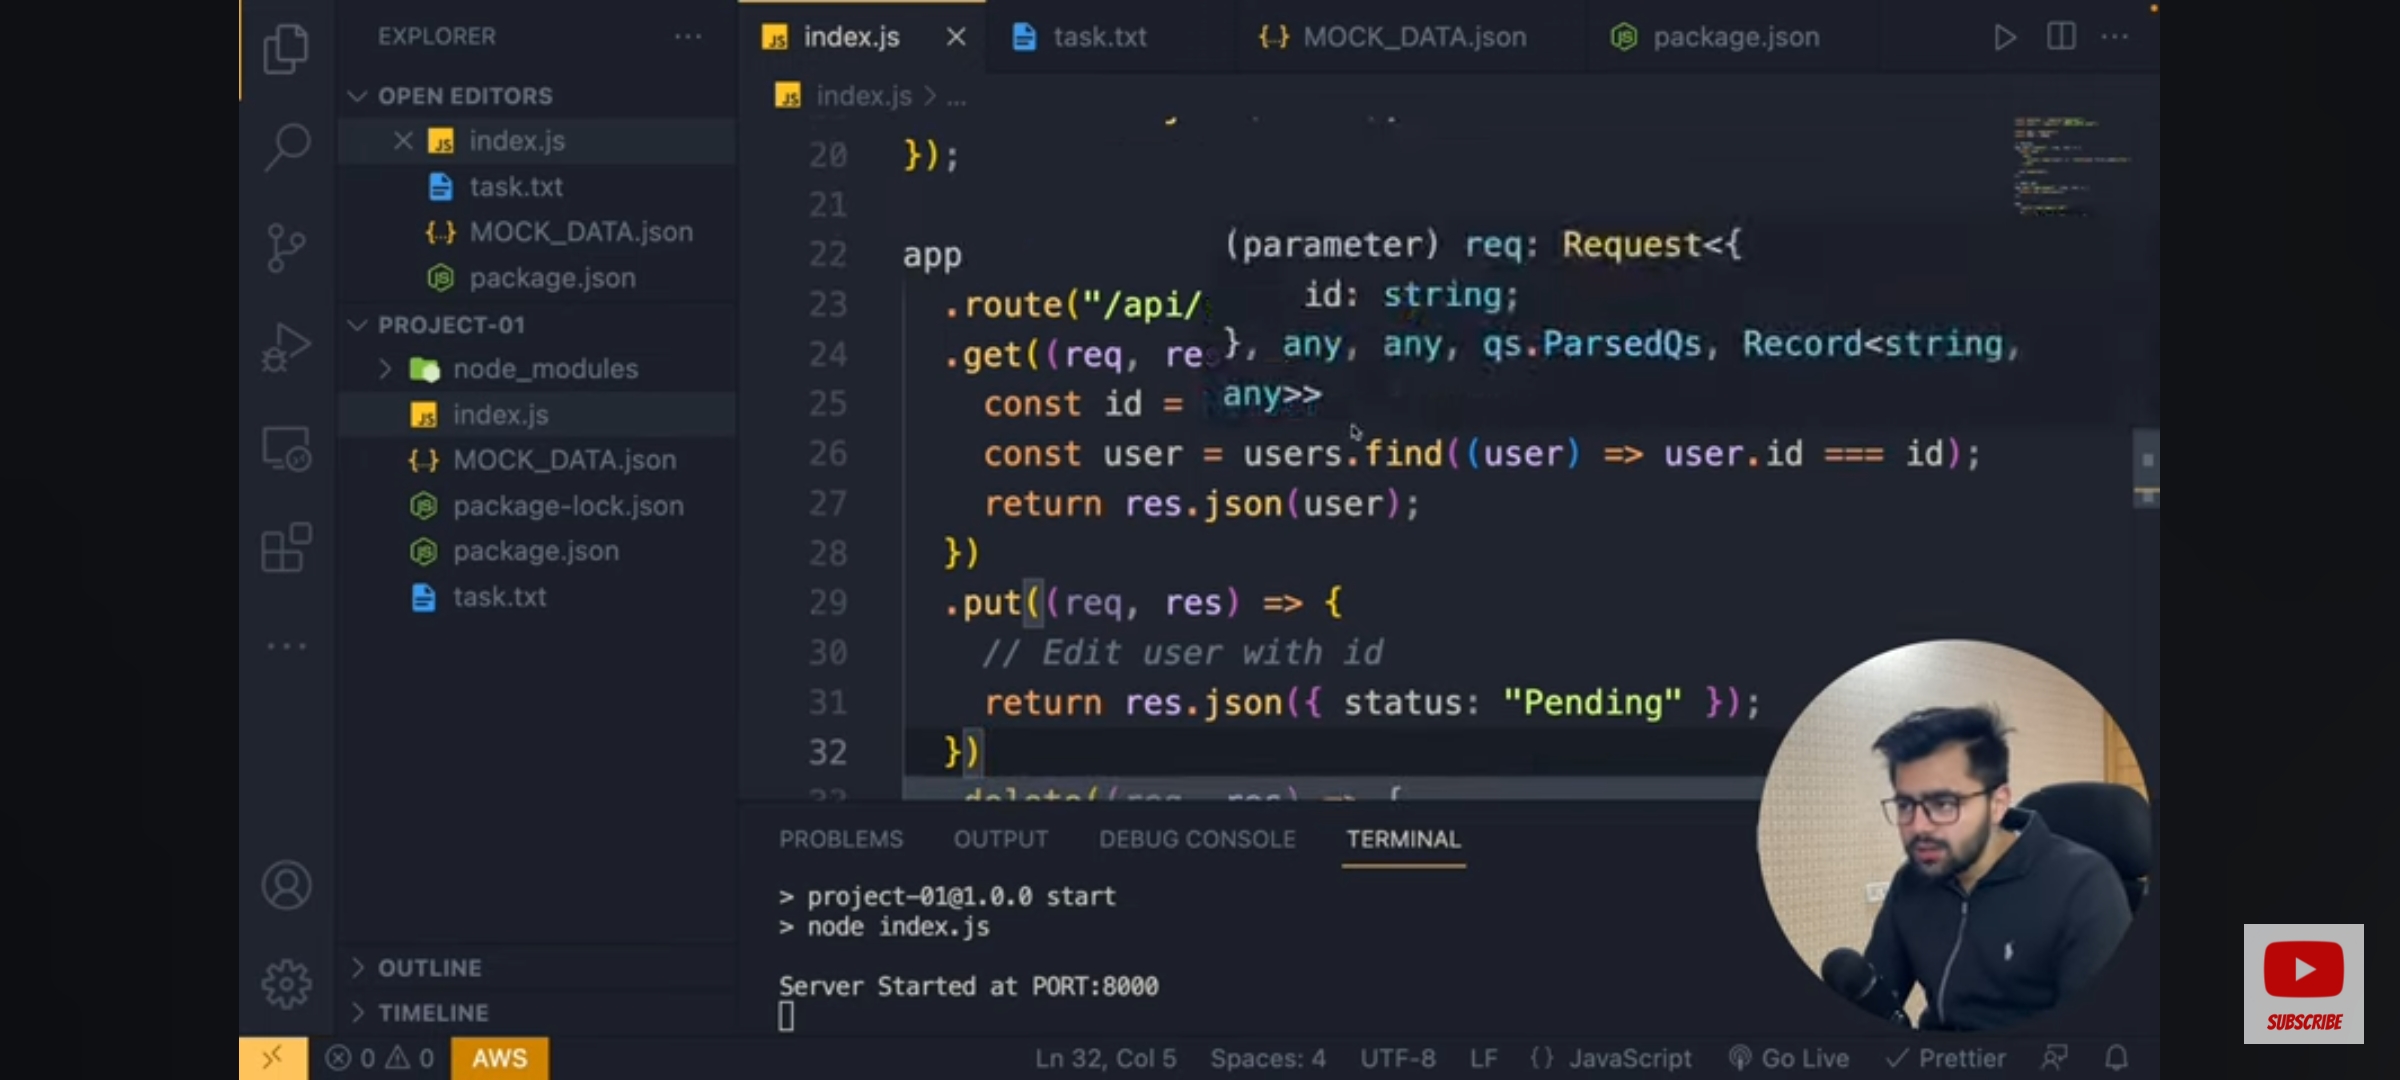 EXPLORER
OPEN EDITORS
index.js
task.txt
MOCK_DATA.json
package.json
PROJECT-01
node_modules
index.js
MOCK_DATA.json
package-lock.json
package.json
task.txt
OUTLINE
TIMELINE
index.js
task.txt
MOCK_DATA.json
package.json
index.js > ...
20 });
21
22 app
23 .route("/api/
24 .get((req, res
25 const id =
(parameter) req: Request<{
id: string;
}, any, any, qs.ParsedQs, Record<string,
any>>
26 const user = users.find((user) => user.id === id);
27 return res.json(user);
28 })
29 .put((req, res) => {
30 // Edit user with id
31 return res.json({ status: "Pending" });
32 })
33 .delete((req, res) => {
PROBLEMS OUTPUT DEBUG CONSOLE TERMINAL
> project-01@1.0.0 start
> node index.js
Server Started at PORT:8000
0 0 AWS Ln 32, Col 5 Spaces: 4 UTF-8 LF {} JavaScript Go Live Prettier
SUBSCRIBE